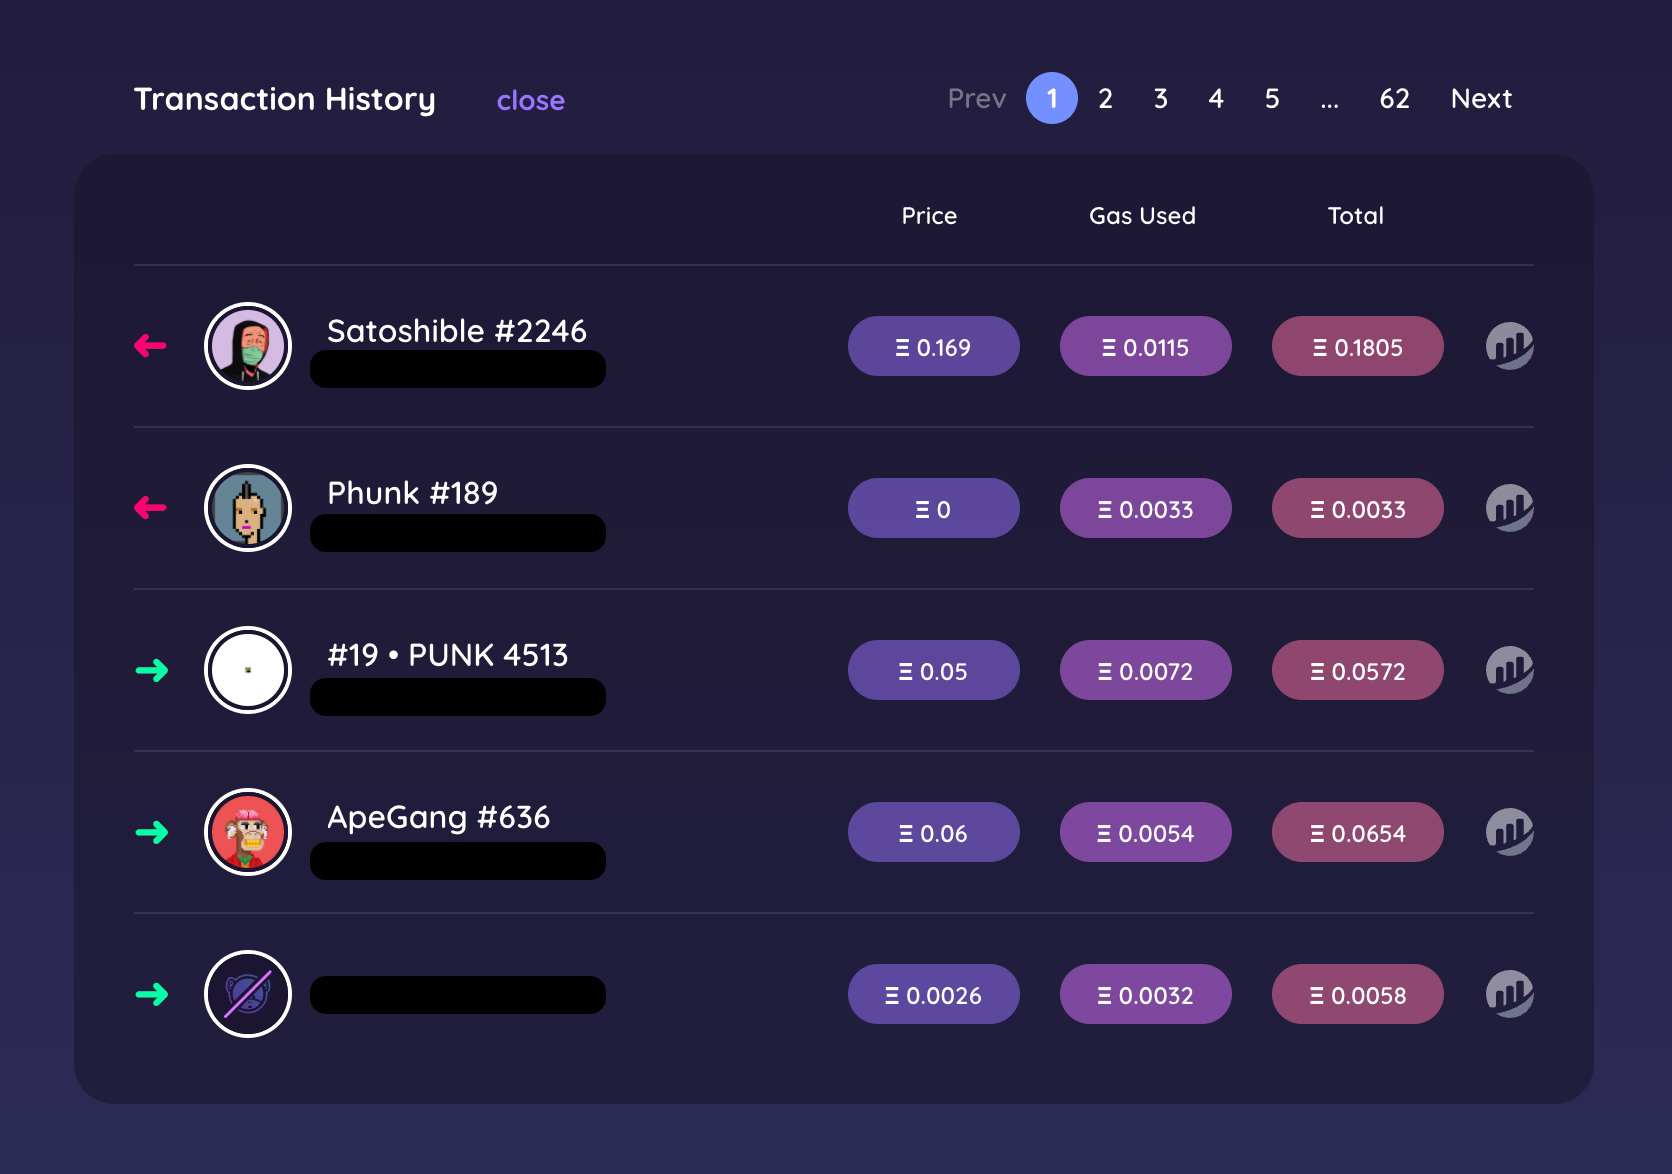 Transaction History close Prev 1 2 3 4 5 ... 62 Next
Price Gas Used Total
Satoshible #2246 Ξ 0.169 Ξ 0.0115 Ξ 0.1805
Phunk #189 Ξ 0 Ξ 0.0033 Ξ 0.0033
#19 • PUNK 4513 Ξ 0.05 Ξ 0.0072 Ξ 0.0572
ApeGang #636 Ξ 0.06 Ξ 0.0054 Ξ 0.0654
Ξ 0.0026 Ξ 0.0032 Ξ 0.0058